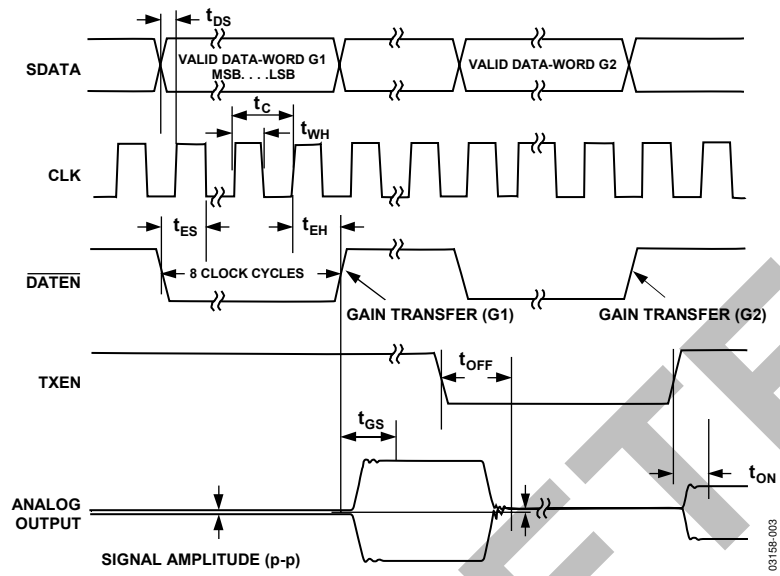 tDS
SDATA
VALID DATA-WORD G1
MSB. . . .LSB
VALID DATA-WORD G2
tC
tWH
CLK
tES
tEH
DATEN
8 CLOCK CYCLES
GAIN TRANSFER (G1)
GAIN TRANSFER (G2)
TXEN
tOFF
tGS
tON
ANALOG
OUTPUT
SIGNAL AMPLITUDE (p-p)
03158-003